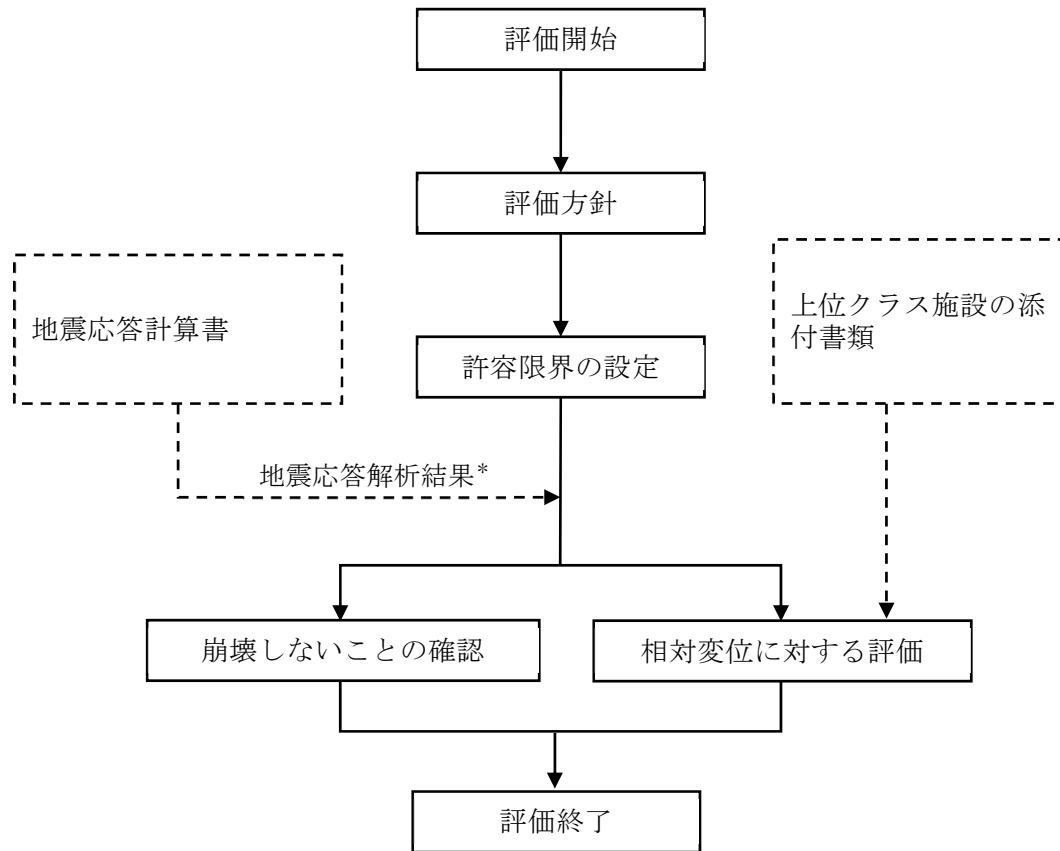 評価開始
評価方針
地震応答計算書
上位クラス施設の添
付書類
許容限界の設定
地震応答解析結果*
崩壊しないことの確認
相対変位に対する評価
評価終了